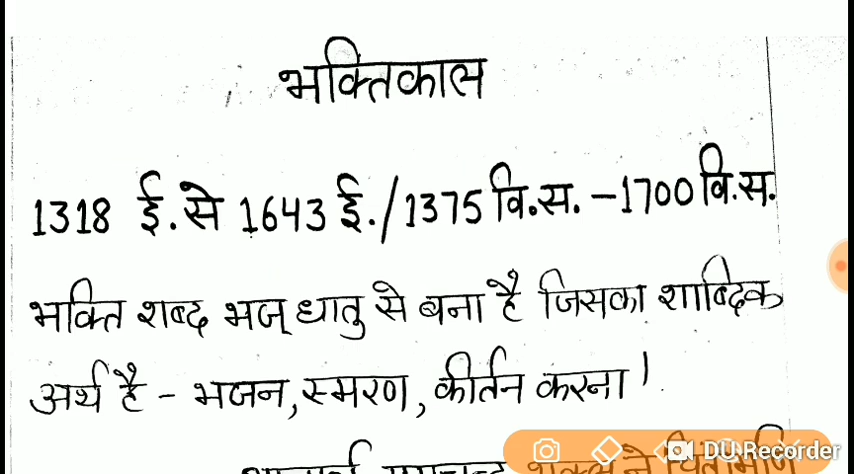 भक्तिकाल
1318 ई. से 1643 ई./1375 वि.स. -1700 वि.स.
भक्ति शब्द भज् धातु से बना है जिसका शाब्दिक
अर्थ है - भजन, स्मरण, कीर्तन करना।
DU Recorder